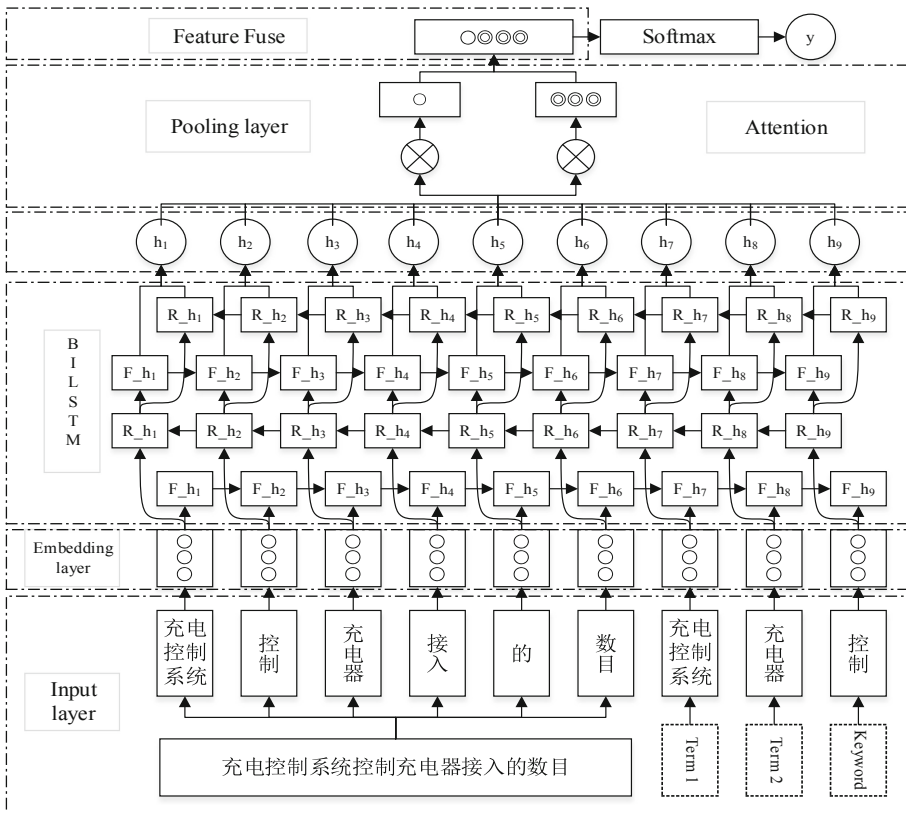 Feature Fuse
Softmax
y
Pooling layer
Attention
h1 h2 h3 h4 h5 h6 h7 h8 h9
BILSTM
R_h1 R_h2 R_h3 R_h4 R_h5 R_h6 R_h7 R_h8 R_h9
F_h1 F_h2 F_h3 F_h4 F_h5 F_h6 F_h7 F_h8 F_h9
R_h1 R_h2 R_h3 R_h4 R_h5 R_h6 R_h7 R_h8 R_h9
F_h1 F_h2 F_h3 F_h4 F_h5 F_h6 F_h7 F_h8 F_h9
Embedding
layer
Input
layer
充电
控制
系统
控制
充电器
接入
的
数目
充电
控制
系统
充电器
控制
充电控制系统控制充电器接入的数目
Term 1
Term 2
Keyword